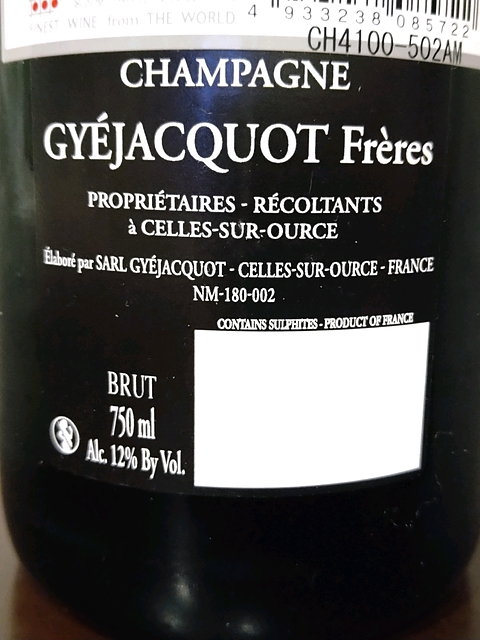 FINEST WINE from THE WORLD
4 933238 085722
CH4100-502AM
CHAMPAGNE
GYÉJACQUOT Frères
PROPRIÉTAIRES - RÉCOLTANTS
à CELLES-SUR-OURCE
Élaboré par SARL GYÉJACQUOT - CELLES-SUR-OURCE - FRANCE
NM-180-002
CONTAINS SULPHITES - PRODUCT OF FRANCE
BRUT
750 ml
Alc. 12% By Vol.